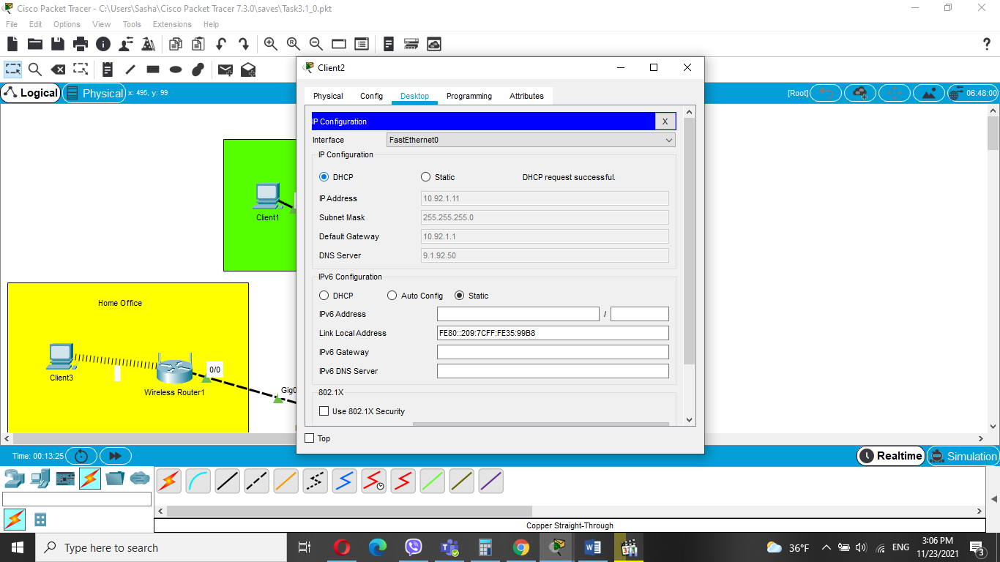 Cisco Packet Tracer - C:\Users\Sasha\Cisco Packet Tracer 7.3.0\saves\Task3.1_0.pkt
File Edit Options View Tools Extensions Help
?
Logical Physical x: 495, y: 99 [Root] 06:48:00
Client2
Physical Config Desktop Programming Attributes
IP Configuration X
Interface FastEthernet0
IP Configuration
DHCP Static DHCP request successful.
IP Address 10.92.1.11
Subnet Mask 255.255.255.0
Default Gateway 10.92.1.1
DNS Server 9.1.92.50
IPv6 Configuration
DHCP Auto Config Static
IPv6 Address /
Link Local Address FE80::209:7CFF:FE35:99B8
IPv6 Gateway
IPv6 DNS Server
802.1X
Use 802.1X Security
Top
Client1
Home Office
Client3
0/0
Wireless Router1
Gig0
Time: 00:13:25 Realtime Simulation
Copper Straight-Through
Type here to search
36°F ENG
3:06 PM
11/23/2021
3